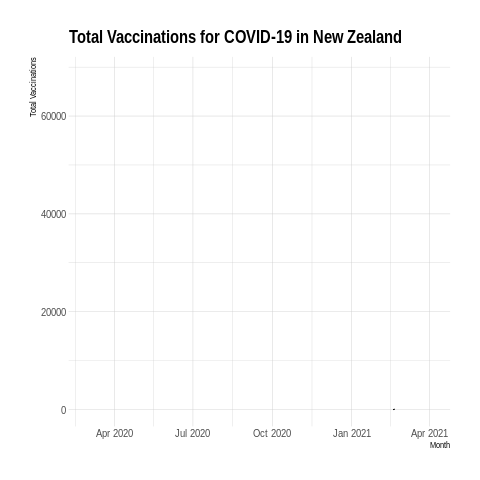 Total Vaccinations for COVID-19 in New Zealand
Total Vaccinations
60000
40000
20000
0
Apr 2020 Jul 2020 Oct 2020 Jan 2021 Apr 2021
Month